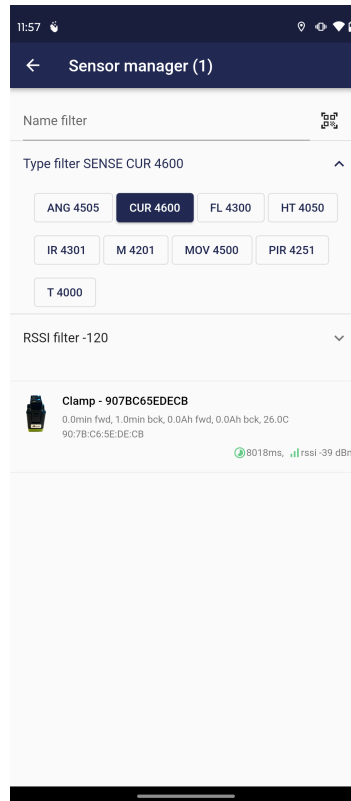 11:57
Sensor manager (1)
Name filter
Type filter SENSE CUR 4600
ANG 4505 CUR 4600 FL 4300 HT 4050
IR 4301 M 4201 MOV 4500 PIR 4251
T 4000
RSSI filter -120
Clamp - 907BC65EDECB
0.0min fwd, 1.0min bck, 0.0Ah fwd, 0.0Ah bck, 26.0C
90:7B:C6:5E:DE:CB
8018ms, rssi -39 dBm